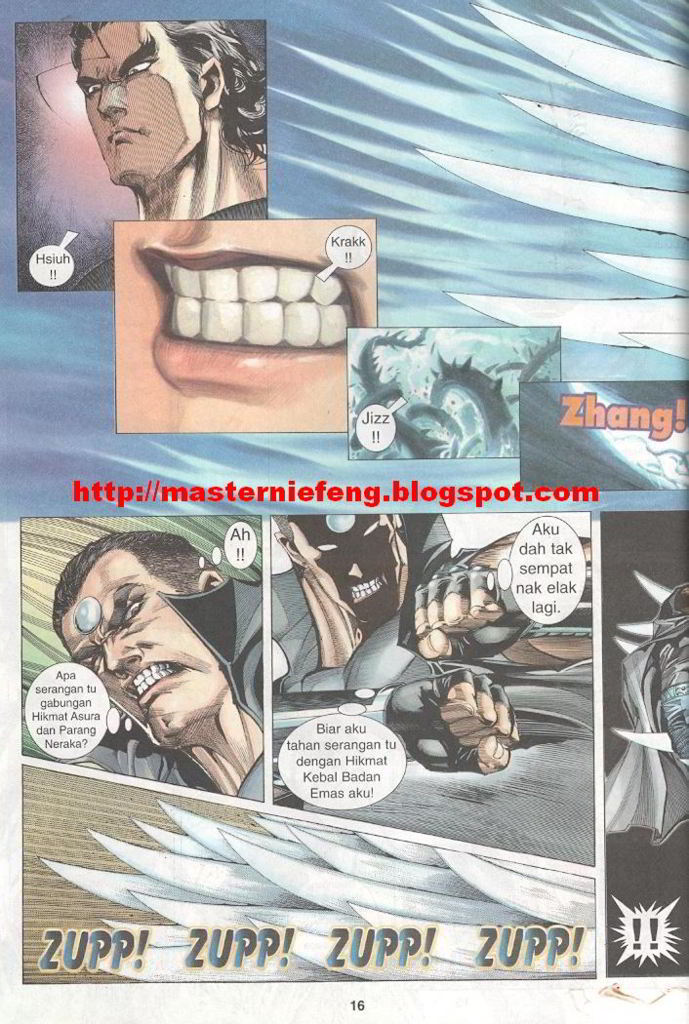 Hsiuh
!!
Krakk
!!
Jizz
!!
Zhang!
http://masterniefeng.blogspot.com
Ah
!!
Apa
serangan tu
gabungan
Hikmat Asura
dan Parang
Neraka?
Aku
dah tak
sempat
nak elak
lagi.
Biar aku
tahan serangan tu
dengan Hikmat
Kebal Badan
Emas aku!
ZUPP! ZUPP! ZUPP! ZUPP!
!!
16